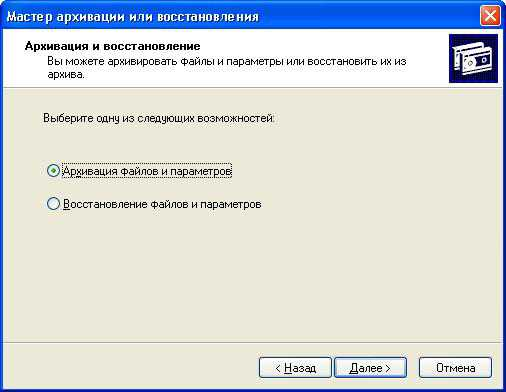 Мастер архивации или восстановления
Архивация и восстановление
Вы можете архивировать файлы и параметры или восстановить их из
архива.
Выберите одну из следующих возможностей:
Архивация файлов и параметров
Восстановление файлов и параметров
< Назад Далее > Отмена